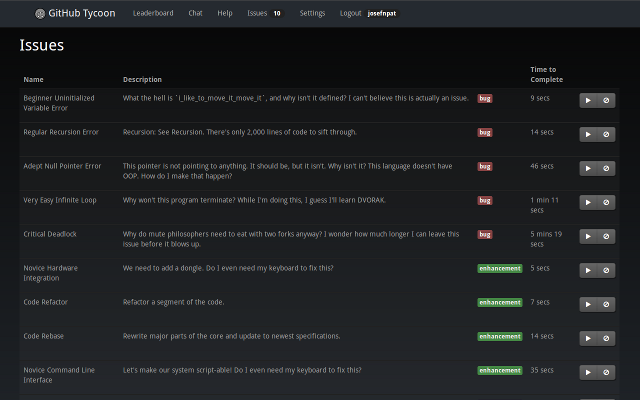 GitHub Tycoon Leaderboard Chat Help Issues 10 Settings Logout josefnpat
Issues
Name Description Time to
Complete
Beginner Uninitialized What the hell is `i_like_to_move_it_move_it`, and why isn't it defined? I can't believe this is actually an issue. bug 9 secs
Variable Error
Regular Recursion Error Recursion: See Recursion. There's only 2,000 lines of code to sift through. bug 14 secs
Adept Null Pointer Error This pointer is not pointing to anything. It should be, but it isn't. Why isn't it? This language doesn't have bug 46 secs
OOP. How do I make that happen?
Very Easy Infinite Loop Why won't this program terminate? While I'm doing this, I guess I'll learn DVORAK. bug 1 min 11
secs
Critical Deadlock Why do mute philosophers need to eat with two forks anyway? I wonder how much longer I can leave this bug 5 mins 19
issue before it blows up. secs
Novice Hardware We need to add a dongle. Do I even need my keyboard to fix this? enhancement 5 secs
Integration
Code Refactor Refactor a segment of the code. enhancement 7 secs
Code Rebase Rewrite major parts of the core and update to newest specifications. enhancement 14 secs
Novice Command Line Let's make our system script-able! Do I even need my keyboard to fix this? enhancement 35 secs
Interface